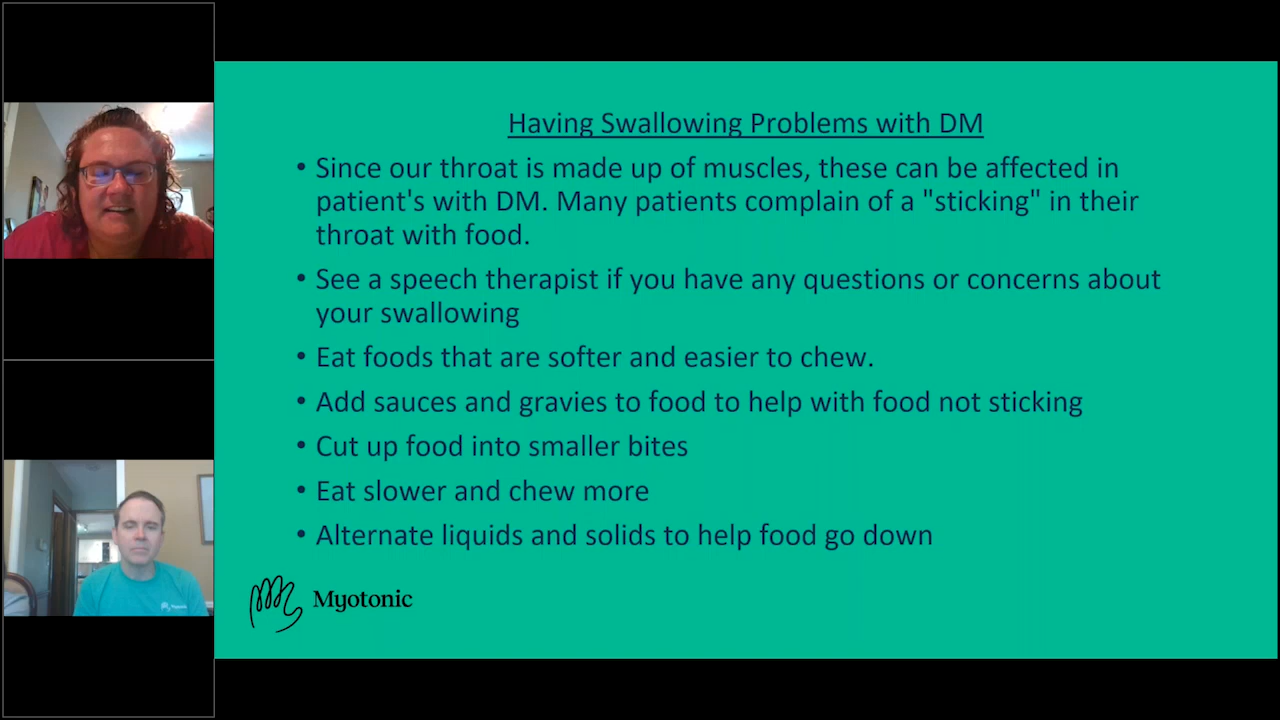 Having Swallowing Problems with DM
• Since our throat is made up of muscles, these can be affected in
patient's with DM. Many patients complain of a "sticking" in their
throat with food.
• See a speech therapist if you have any questions or concerns about
your swallowing
• Eat foods that are softer and easier to chew.
• Add sauces and gravies to food to help with food not sticking
• Cut up food into smaller bites
• Eat slower and chew more
• Alternate liquids and solids to help food go down
Myotonic